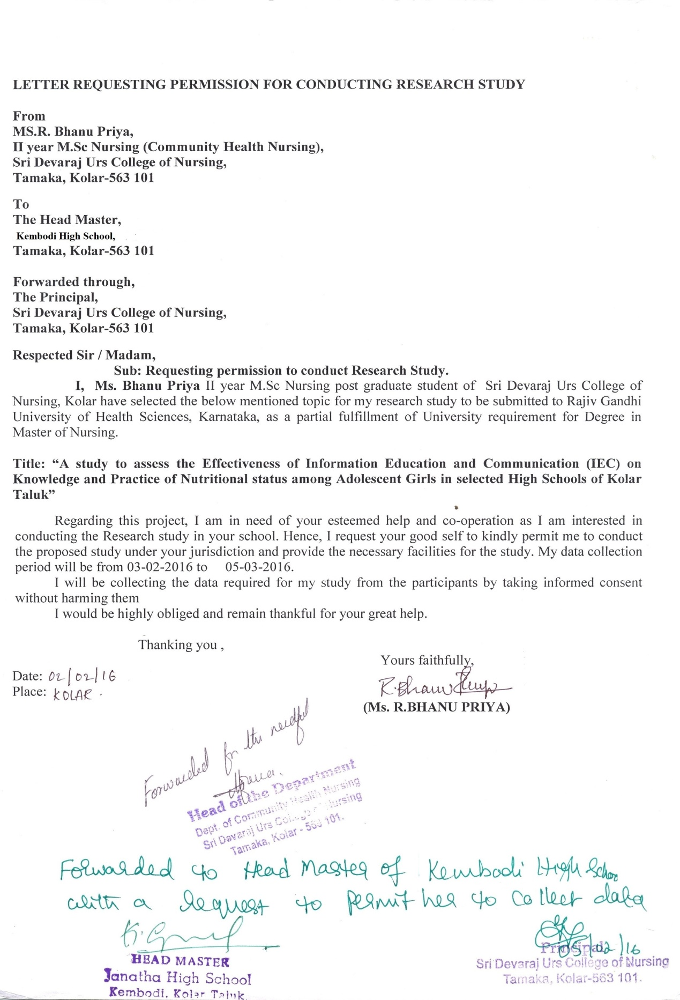 LETTER REQUESTING PERMISSION FOR CONDUCTING RESEARCH STUDY
From
MS.R. Bhanu Priya,
II year M.Sc Nursing (Community Health Nursing),
Sri Devaraj Urs College of Nursing,
Tamaka, Kolar-563 101
To
The Head Master,
Kembodi High School,
Tamaka, Kolar-563 101
Forwarded through,
The Principal,
Sri Devaraj Urs College of Nursing,
Tamaka, Kolar-563 101
Respected Sir / Madam,
Sub: Requesting permission to conduct Research Study.
I, Ms. Bhanu Priya II year M.Sc Nursing post graduate student of Sri Devaraj Urs College of
Nursing, Kolar have selected the below mentioned topic for my research study to be submitted to Rajiv Gandhi
University of Health Sciences, Karnataka, as a partial fulfillment of University requirement for Degree in
Master of Nursing.
Title: “A study to assess the Effectiveness of Information Education and Communication (IEC) on
Knowledge and Practice of Nutritional status among Adolescent Girls in selected High Schools of Kolar
Taluk”
Regarding this project, I am in need of your esteemed help and co-operation as I am interested in
conducting the Research study in your school. Hence, I request your good self to kindly permit me to conduct
the proposed study under your jurisdiction and provide the necessary facilities for the study. My data collection
period will be from 03-02-2016 to 05-03-2016.
I will be collecting the data required for my study from the participants by taking informed consent
without harming them
I would be highly obliged and remain thankful for your great help.
Thanking you ,
Yours faithfully,
Date: 02/02/16
Place: KOLAR .
R.Bhanu Priya
(Ms. R.BHANU PRIYA)
Forwarded for the needful
Head of the Department
Dept. of Community Health Nursing
Sri Devaraj Urs College of Nursing
Tamaka, Kolar - 563 101.
Forwarded to Head Master of Kembodi High School
with a request to permit her to collect data
HEAD MASTER
Janatha High School
Kembodi, Kolar Taluk.
Principal
05/02/16
Sri Devaraj Urs College of Nursing
Tamaka, Kolar-563 101.